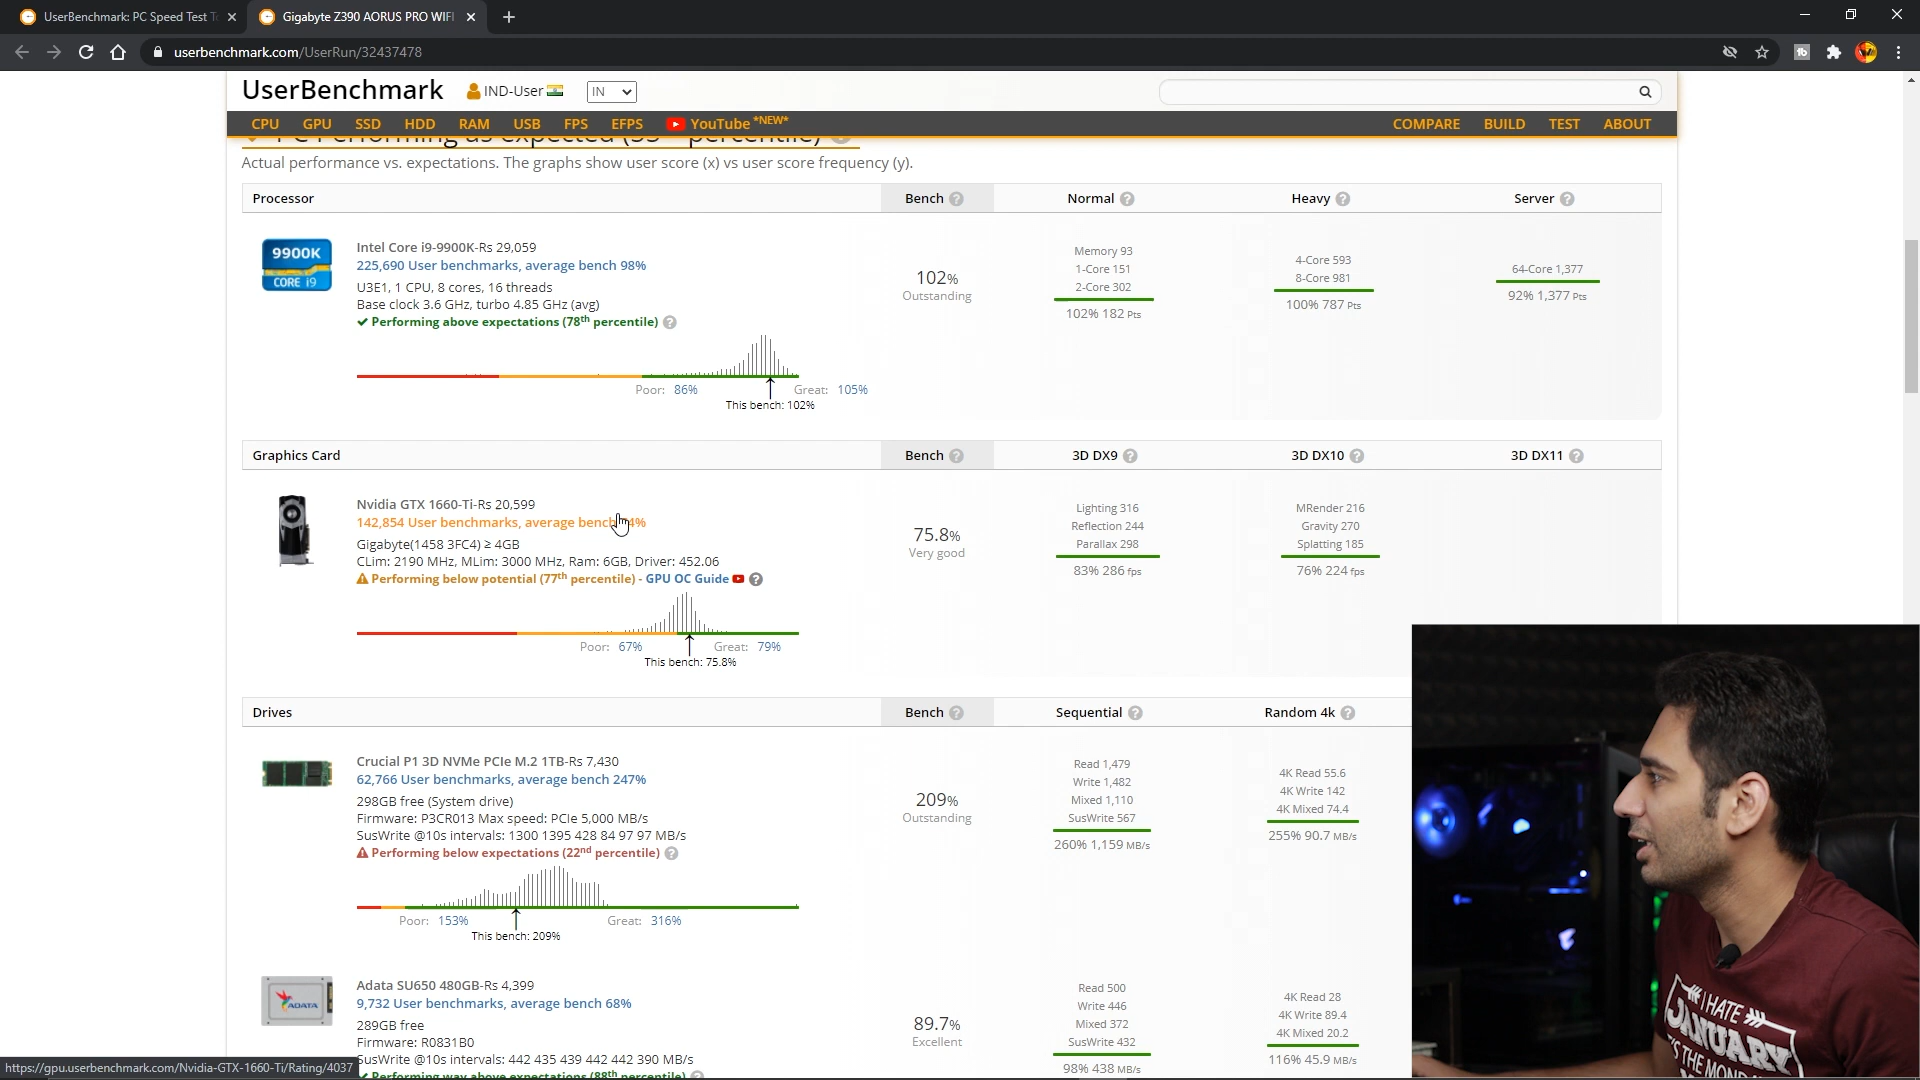 UserBenchmark: PC Speed Test T
Gigabyte Z390 AORUS PRO WIFI
userbenchmark.com/UserRun/32437478
UserBenchmark
IND-User
IN
CPU GPU SSD HDD RAM USB FPS EFPS YouTube *NEW* COMPARE BUILD TEST ABOUT
Actual performance vs. expectations. The graphs show user score (x) vs user score frequency (y).
Processor Bench Normal Heavy Server
9900K
CORE i9
Intel Core i9-9900K-Rs 29,059
225,690 User benchmarks, average bench 98%
U3E1, 1 CPU, 8 cores, 16 threads
Base clock 3.6 GHz, turbo 4.85 GHz (avg)
Performing above expectations (78th percentile)
Poor: 86% Great: 105%
This bench: 102%
102%
Outstanding
Memory 93
1-Core 151
2-Core 302
102% 182 Pts
4-Core 593
8-Core 981
100% 787 Pts
64-Core 1,377
92% 1,377 Pts
Graphics Card Bench 3D DX9 3D DX10 3D DX11
Nvidia GTX 1660-Ti-Rs 20,599
142,854 User benchmarks, average bench
Gigabyte(1458 3FC4) ≥ 4GB
CLim: 2190 MHz, MLim: 3000 MHz, Ram: 6GB, Driver: 452.06
Performing below potential (77th percentile) - GPU OC Guide
Poor: 67% Great: 79%
This bench: 75.8%
75.8%
Very good
Lighting 316
Reflection 244
Parallax 298
83% 286 fps
MRender 216
Gravity 270
Splatting 185
76% 224 fps
Drives Bench Sequential Random 4k
Crucial P1 3D NVMe PCIe M.2 1TB-Rs 7,430
62,766 User benchmarks, average bench 247%
298GB free (System drive)
Firmware: P3CR013 Max speed: PCIe 5,000 MB/s
SusWrite @10s intervals: 1300 1395 428 84 97 97 MB/s
Performing below expectations (22nd percentile)
Poor: 153% Great: 316%
This bench: 209%
209%
Outstanding
Read 1,479
Write 1,482
Mixed 1,110
SusWrite 567
260% 1,159 MB/s
4K Read 55.6
4K Write 142
4K Mixed 74.4
255% 90.7 MB/s
ADATA
Adata SU650 480GB-Rs 4,399
9,732 User benchmarks, average bench 68%
289GB free
Firmware: R0831B0
SusWrite @10s intervals: 442 435 439 442 442 390 MB/s
Performing way above expectations (88th percentile)
89.7%
Excellent
Read 500
Write 446
Mixed 372
SusWrite 432
98% 438 MB/s
4K Read 28
4K Write 89.4
4K Mixed 20.2
116% 45.9 MB/s
https://gpu.userbenchmark.com/Nvidia-GTX-1660-Ti/Rating/4037
I HATE
JANUARY
THE